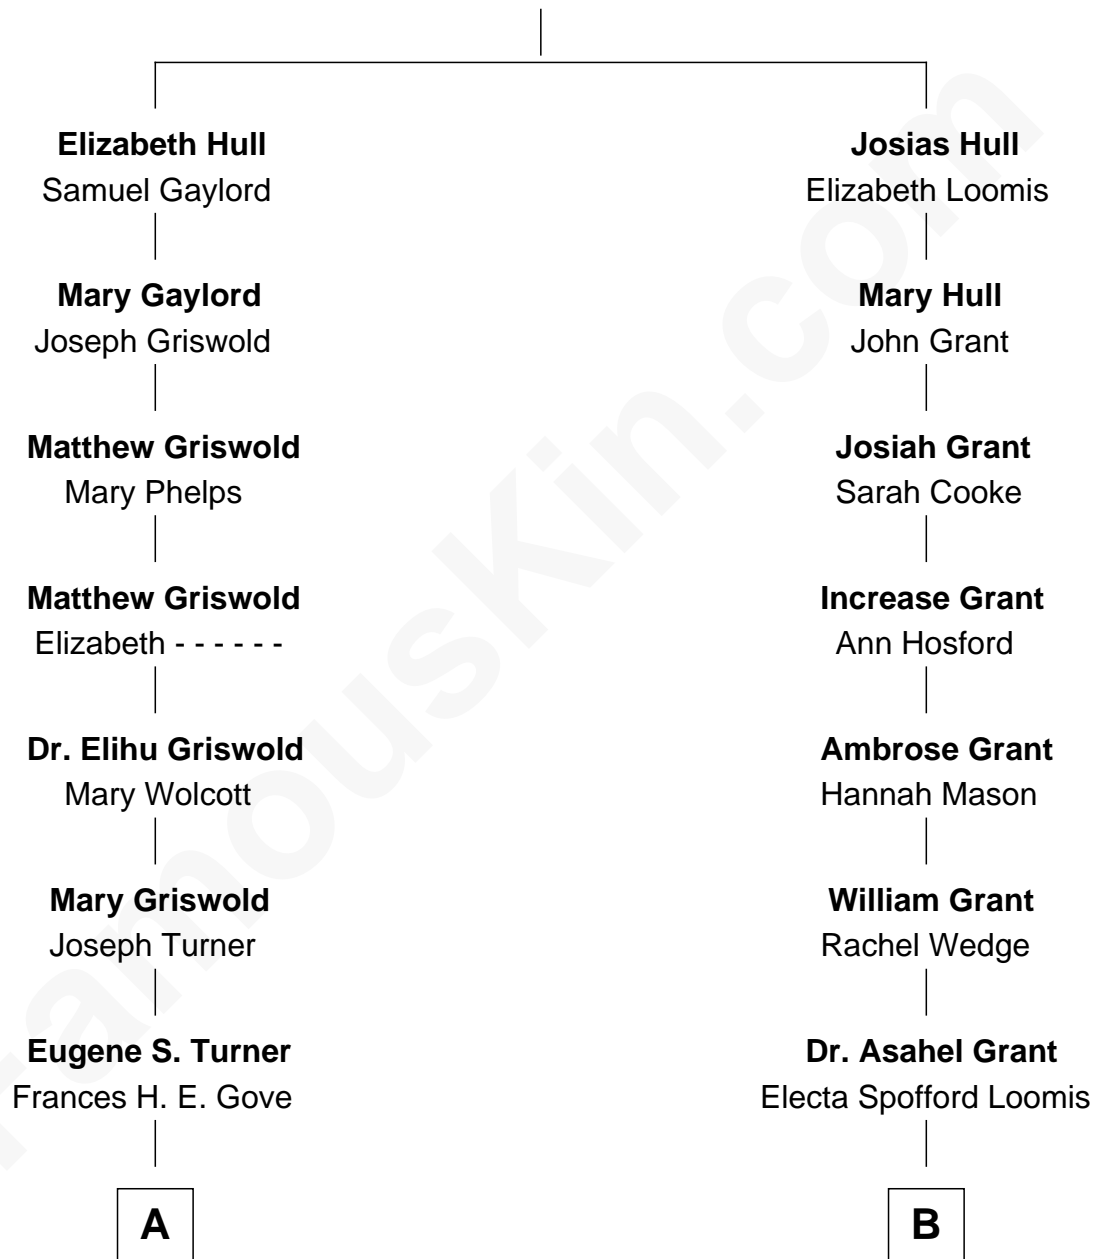 Elizabeth Hull
Samuel Gaylord
Mary Gaylord
Joseph Griswold
Matthew Griswold
Mary Phelps
Matthew Griswold
Elizabeth - - - - - -
Dr. Elihu Griswold
Mary Wolcott
Mary Griswold
Joseph Turner
Eugene S. Turner
Frances H. E. Gove
A
Josias Hull
Elizabeth Loomis
Mary Hull
John Grant
Josiah Grant
Sarah Cooke
Increase Grant
Ann Hosford
Ambrose Grant
Hannah Mason
William Grant
Rachel Wedge
Dr. Asahel Grant
Electa Spofford Loomis
B
FamousKin.com